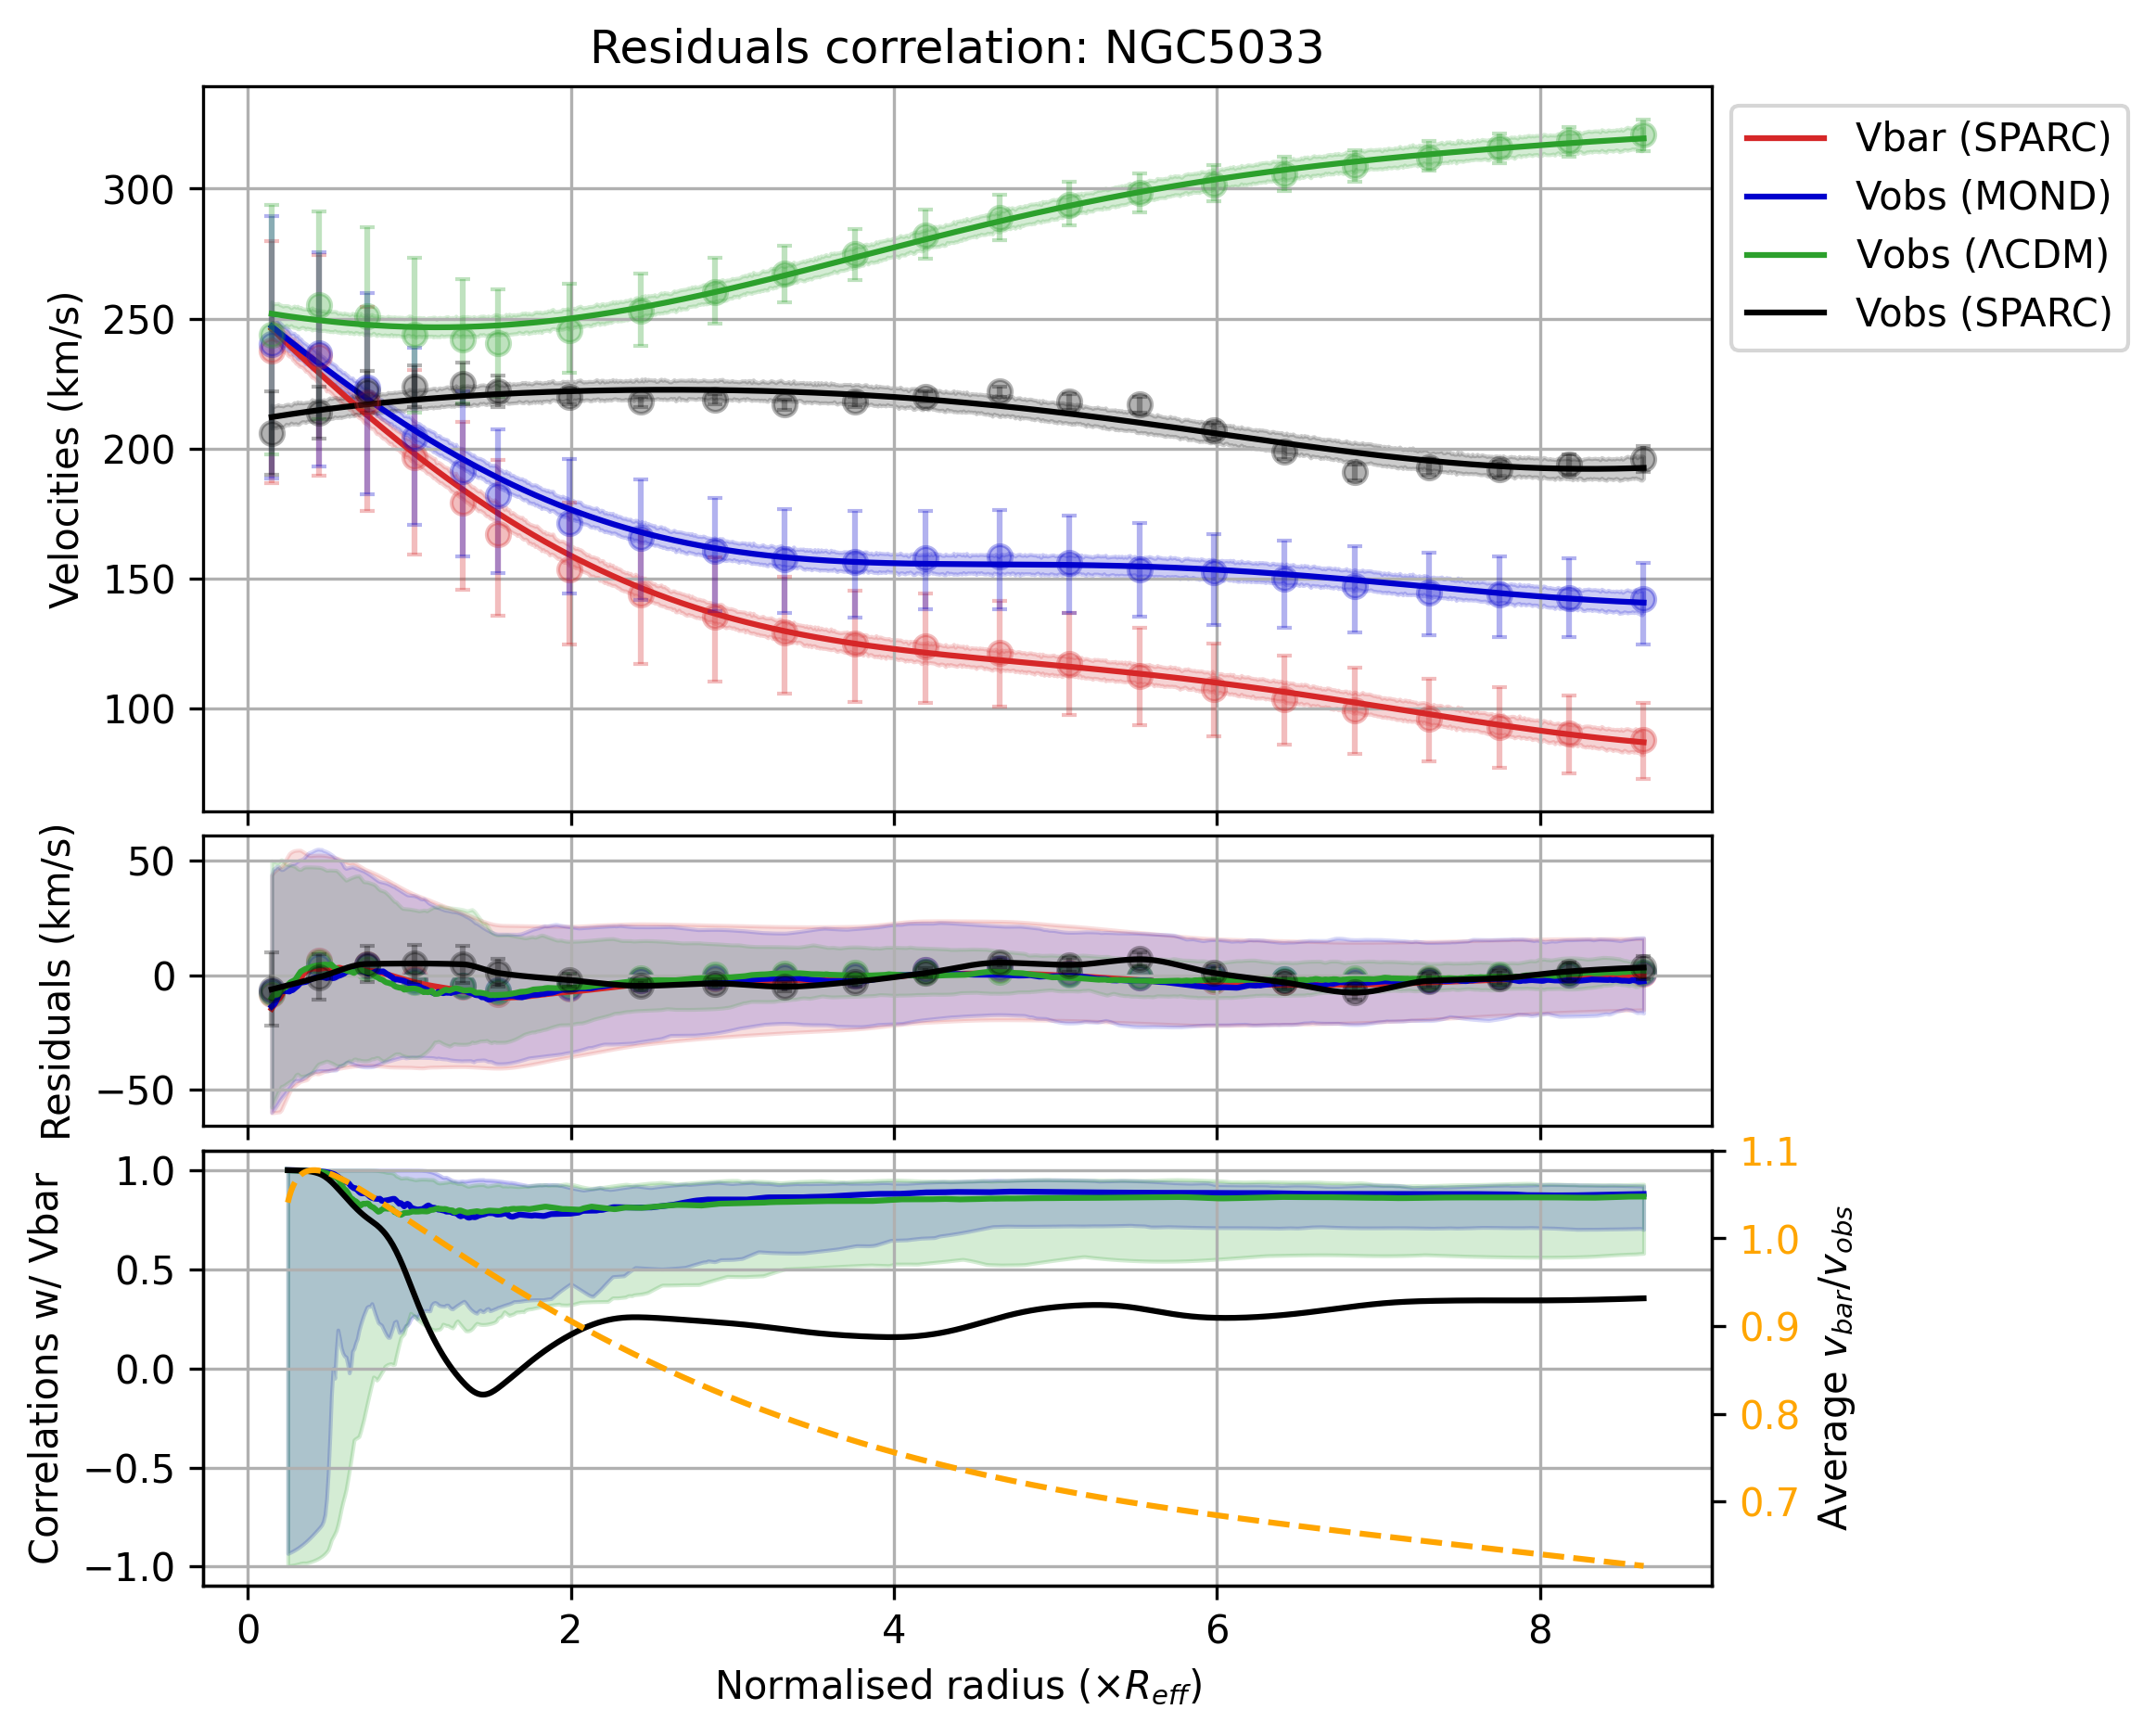 Residuals correlation: NGC5033
Vbar (SPARC)
Vobs (MOND)
Vobs (ΛCDM)
Vobs (SPARC)
Velocities (km/s)
300
250
200
150
100
Residuals (km/s)
50
0
−50
Correlations w/ Vbar
1.0
0.5
0.0
−0.5
−1.0
1.1
1.0
0.9
0.8
0.7
Average v_bar/v_obs
0 2 4 6 8
Normalised radius (×R_eff)